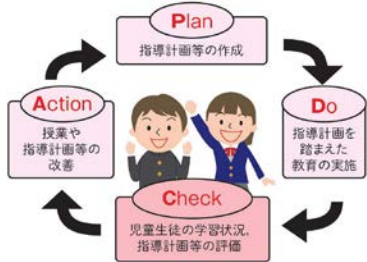 Plan
指導計画等の作成
Do
指導計画を
踏まえた
教育の実施
Check
児童生徒の学習状況,
指導計画等の評価
Action
授業や
指導計画等の
改善